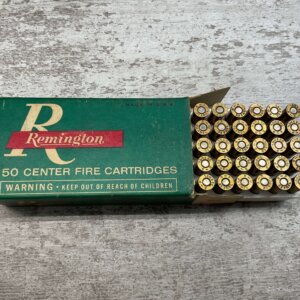 R
Remington
50 CENTER FIRE CARTRIDGES
WARNING • KEEP OUT OF REACH OF CHILDREN